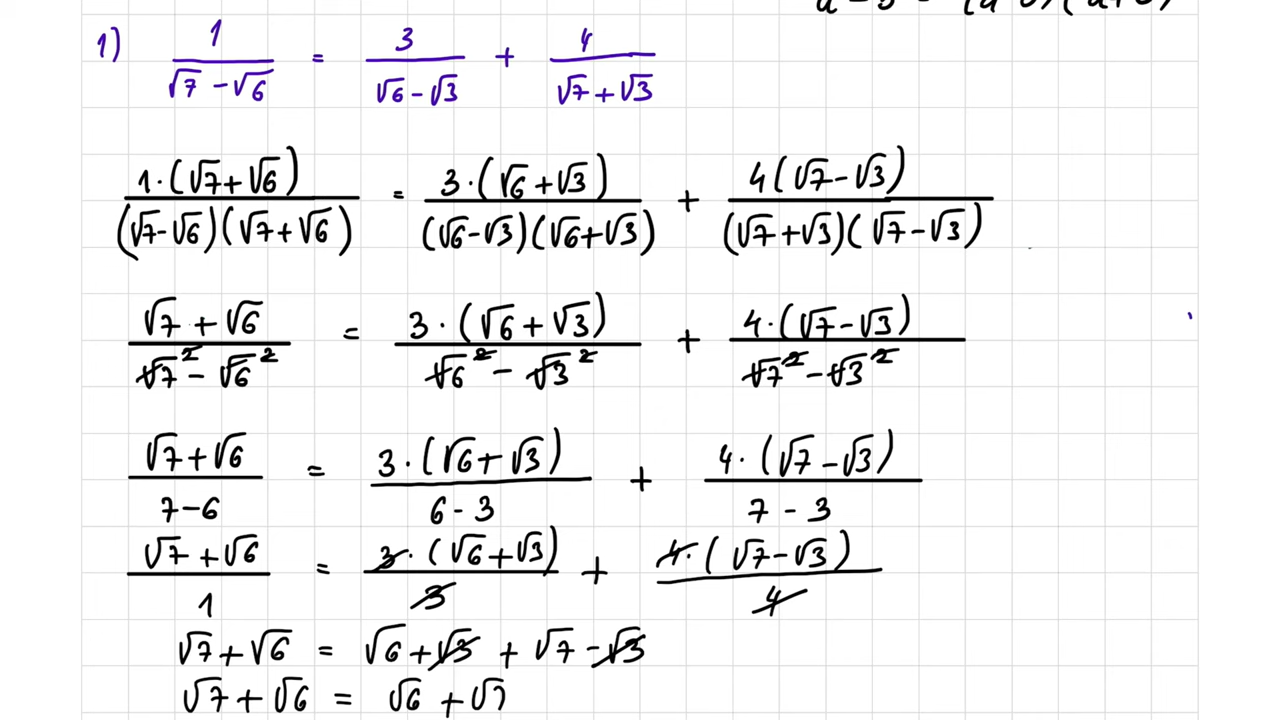 a - b = (a-b)(a+b)
1) 1/(√7 - √6) = 3/(√6 - √3) + 4/(√7 + √3)
1·(√7+√6)/((√7-√6)(√7+√6)) = 3·(√6+√3)/((√6-√3)(√6+√3)) + 4(√7-√3)/((√7+√3)(√7-√3))
(√7+√6)/(√7² - √6²) = 3·(√6+√3)/(√6² - √3²) + 4·(√7-√3)/(√7² - √3²)
(√7+√6)/(7-6) = 3·(√6+√3)/(6-3) + 4·(√7-√3)/(7-3)
(√7+√6)/1 = 3·(√6+√3)/3 + 4·(√7-√3)/4
√7+√6 = √6+√3 + √7-√3
√7+√6 = √6+√7